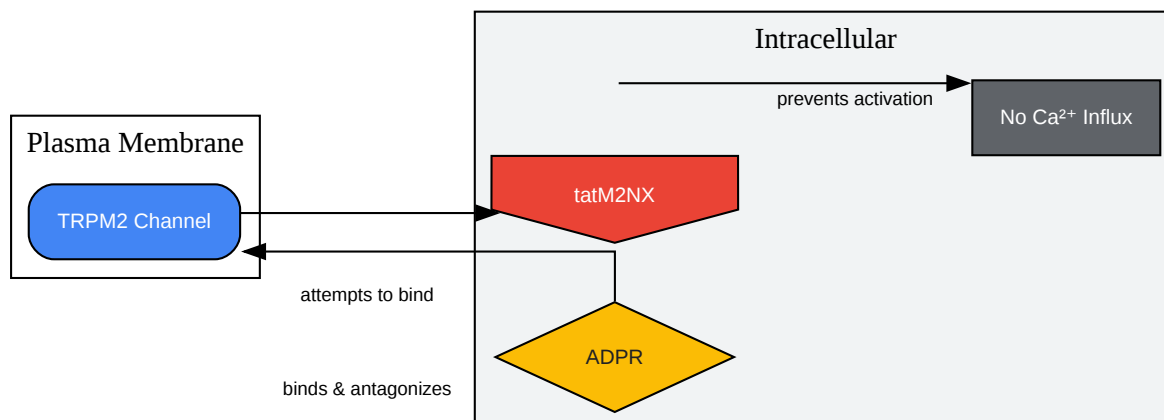 Intracellular
prevents activation
No Ca²⁺ Influx
Plasma Membrane
TRPM2 Channel
tatM2NX
attempts to bind
ADPR
binds & antagonizes